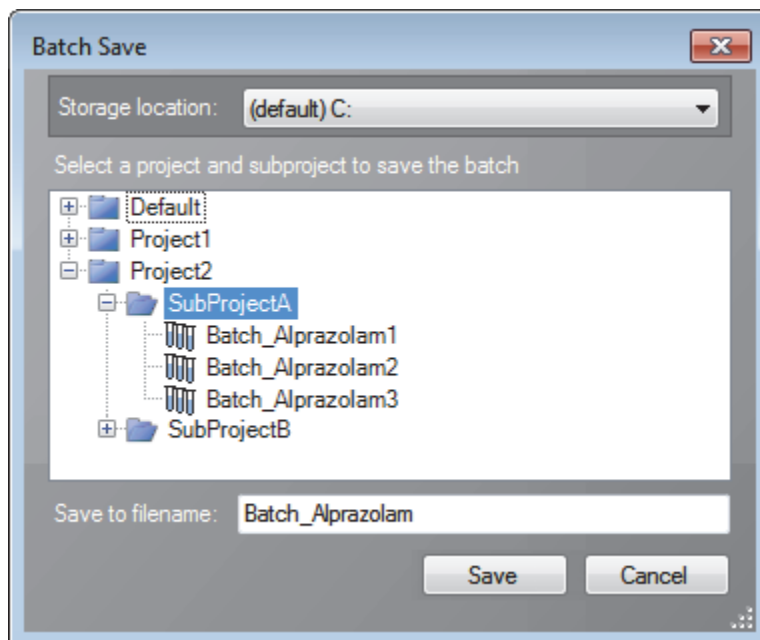 Batch Save
Storage location: (default) C:
Select a project and subproject to save the batch
Default
Project1
Project2
SubProjectA
Batch_Alprazolam1
Batch_Alprazolam2
Batch_Alprazolam3
SubProjectB
Save to filename: Batch_Alprazolam
Save Cancel